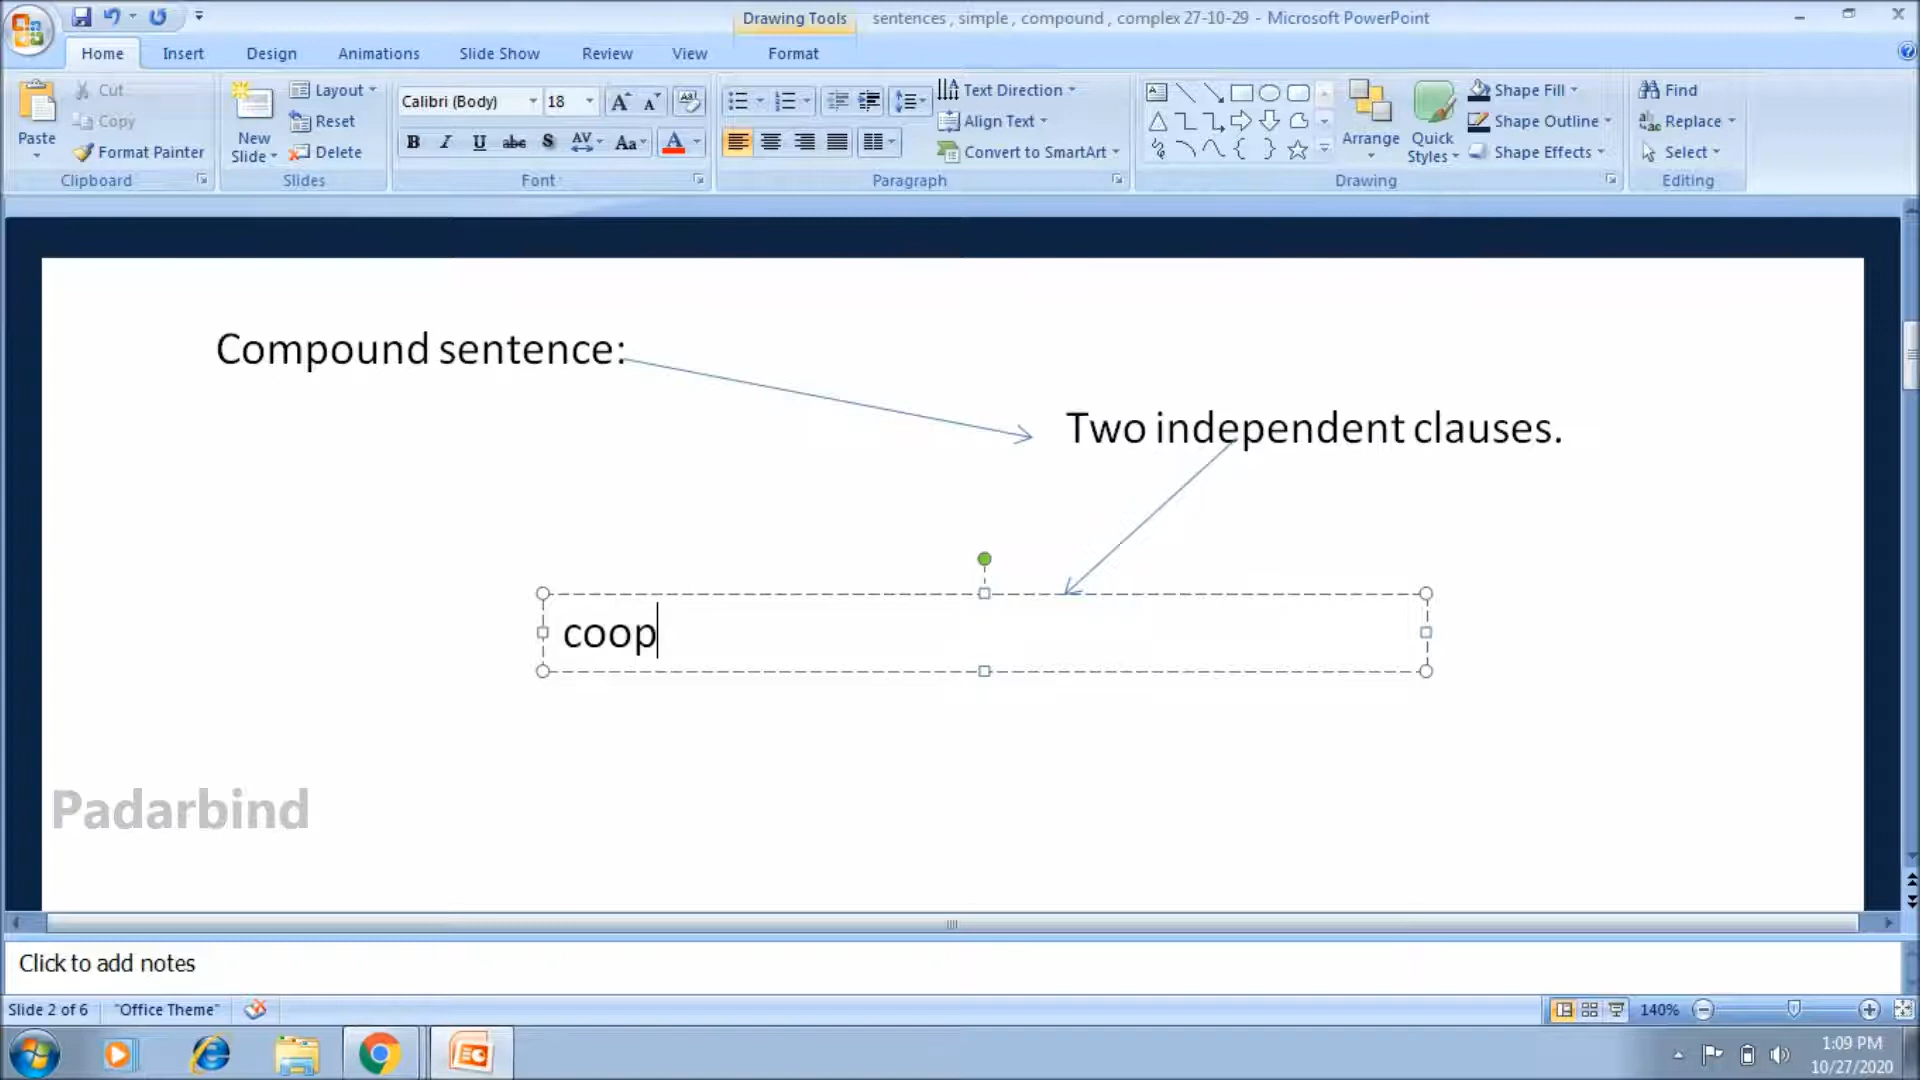 Drawing Tools
sentences , simple , compound , complex 27-10-29 - Microsoft PowerPoint
Home Insert Design Animations Slide Show Review View Format
Paste
Cut
Copy
Format Painter
Clipboard
New Slide
Layout
Reset
Delete
Slides
Calibri (Body) 18
B I U abc S AV Aa A
Font
Text Direction
Align Text
Convert to SmartArt
Paragraph
Arrange
Quick Styles
Shape Fill
Shape Outline
Shape Effects
Drawing
Find
Replace
Select
Editing
Compound sentence:
Two independent clauses.
coop
Padarbind
Click to add notes
Slide 2 of 6 "Office Theme" 140%
1:09 PM
10/27/2020